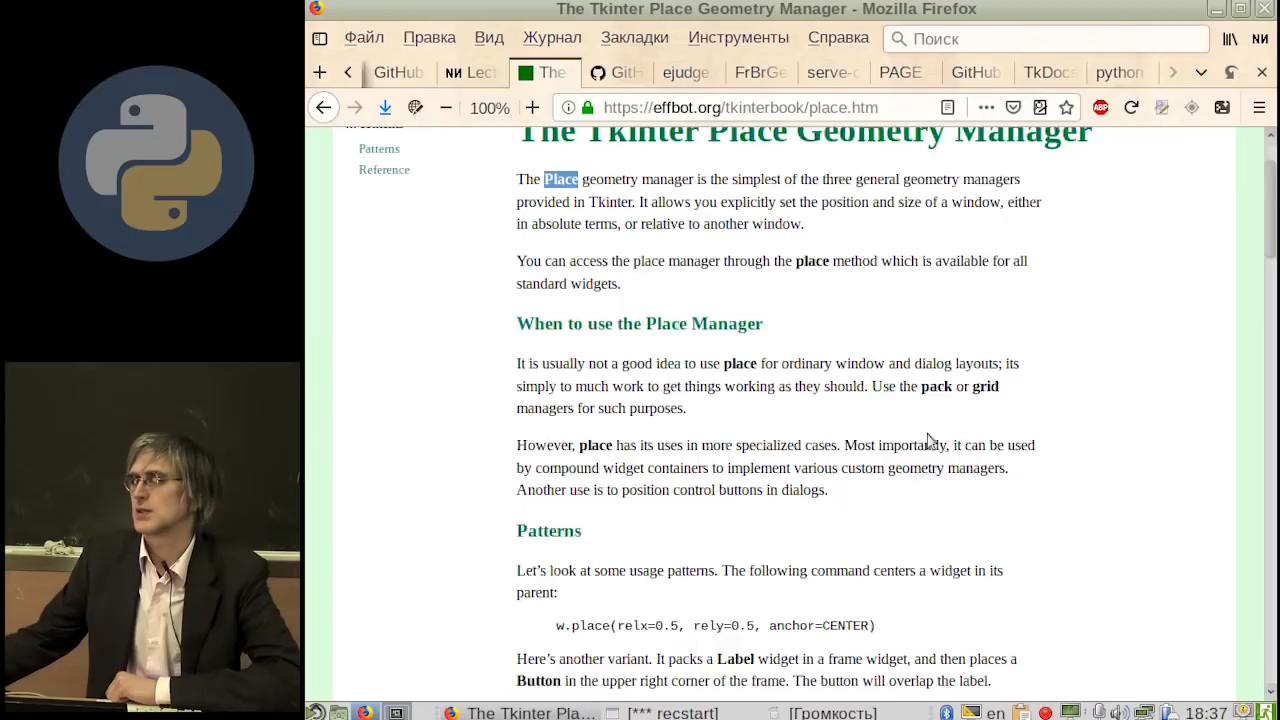 The Tkinter Place Geometry Manager - Mozilla Firefox
Файл Правка Вид Журнал Закладки Инструменты Справка Поиск
GitHub Lect The GitH ejudge. FrBrGe serve-c PAGE GitHub TkDocs python
100% https://effbot.org/tkinterbook/place.htm ABP
The Tkinter Place Geometry Manager
Patterns
Reference
The Place geometry manager is the simplest of the three general geometry managers
provided in Tkinter. It allows you explicitly set the position and size of a window, either
in absolute terms, or relative to another window.
You can access the place manager through the place method which is available for all
standard widgets.
When to use the Place Manager
It is usually not a good idea to use place for ordinary window and dialog layouts; its
simply to much work to get things working as they should. Use the pack or grid
managers for such purposes.
However, place has its uses in more specialized cases. Most importantly, it can be used
by compound widget containers to implement various custom geometry managers.
Another use is to position control buttons in dialogs.
Patterns
Let's look at some usage patterns. The following command centers a widget in its
parent:
w.place(relx=0.5, rely=0.5, anchor=CENTER)
Here's another variant. It packs a Label widget in a frame widget, and then places a
Button in the upper right corner of the frame. The button will overlap the label.
The Tkinter Pla... [*** recstart] [Громкость] en 18:37